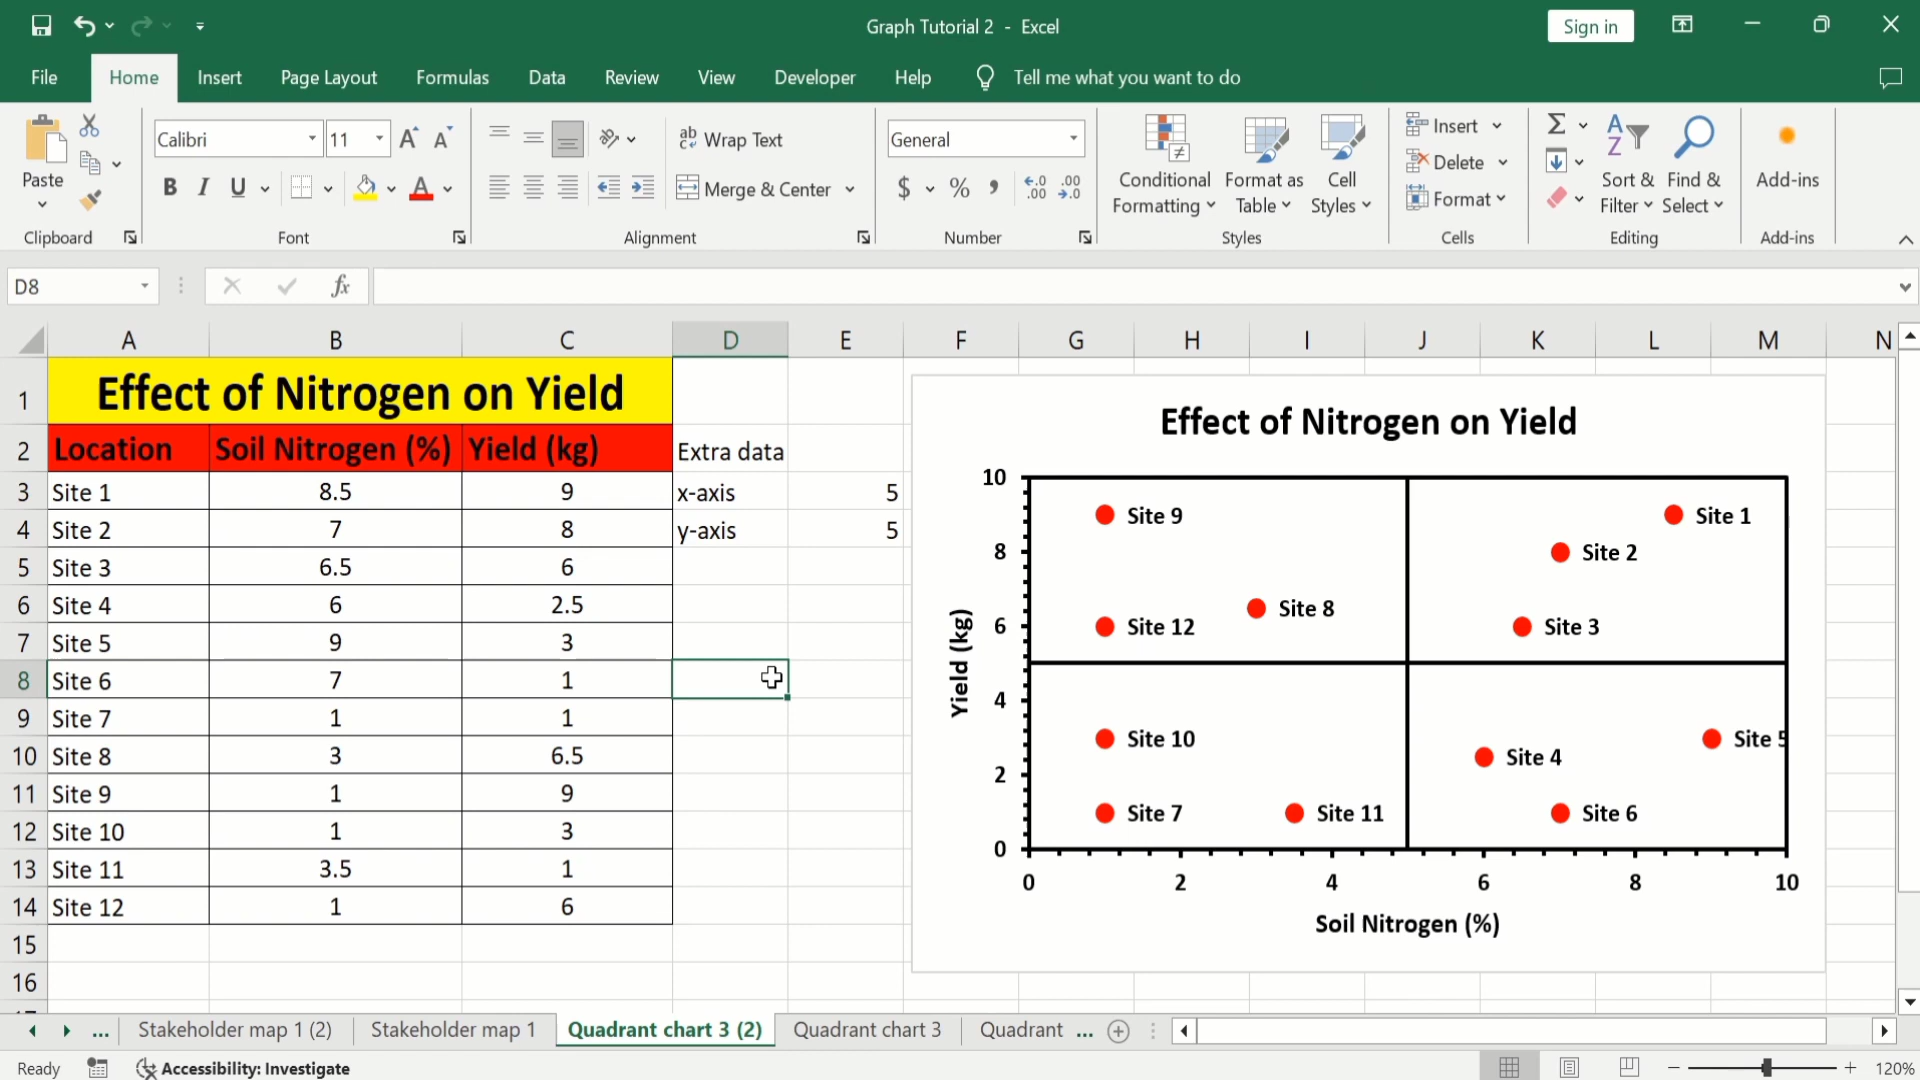 Graph Tutorial 2 - Excel
Sign in
File Home Insert Page Layout Formulas Data Review View Developer Help Tell me what you want to do
Calibri 11 ab Wrap Text General Insert
Paste Delete
B I U Merge & Center $ % Conditional Formatting Format as Table Cell Styles Format Sort & Filter Find & Select Add-ins
Clipboard Font Alignment Number Styles Cells Editing Add-ins
D8 fx
A B C D E F G H I J K L M N
1 Effect of Nitrogen on Yield
2 Location Soil Nitrogen (%) Yield (kg) Extra data
3 Site 1 8.5 9 x-axis 5
4 Site 2 7 8 y-axis 5
5 Site 3 6.5 6
6 Site 4 6 2.5
7 Site 5 9 3
8 Site 6 7 1
9 Site 7 1 1
10 Site 8 3 6.5
11 Site 9 1 9
12 Site 10 1 3
13 Site 11 3.5 1
14 Site 12 1 6
15
16
Effect of Nitrogen on Yield
10
Site 9 Site 1
8 Site 2
Site 8
6 Site 12 Site 3
Yield (kg)
4
Site 10 Site 4 Site 5
2
Site 7 Site 11 Site 6
0
0 2 4 6 8 10
Soil Nitrogen (%)
... Stakeholder map 1 (2) Stakeholder map 1 Quadrant chart 3 (2) Quadrant chart 3 Quadrant ...
Ready Accessibility: Investigate 120%